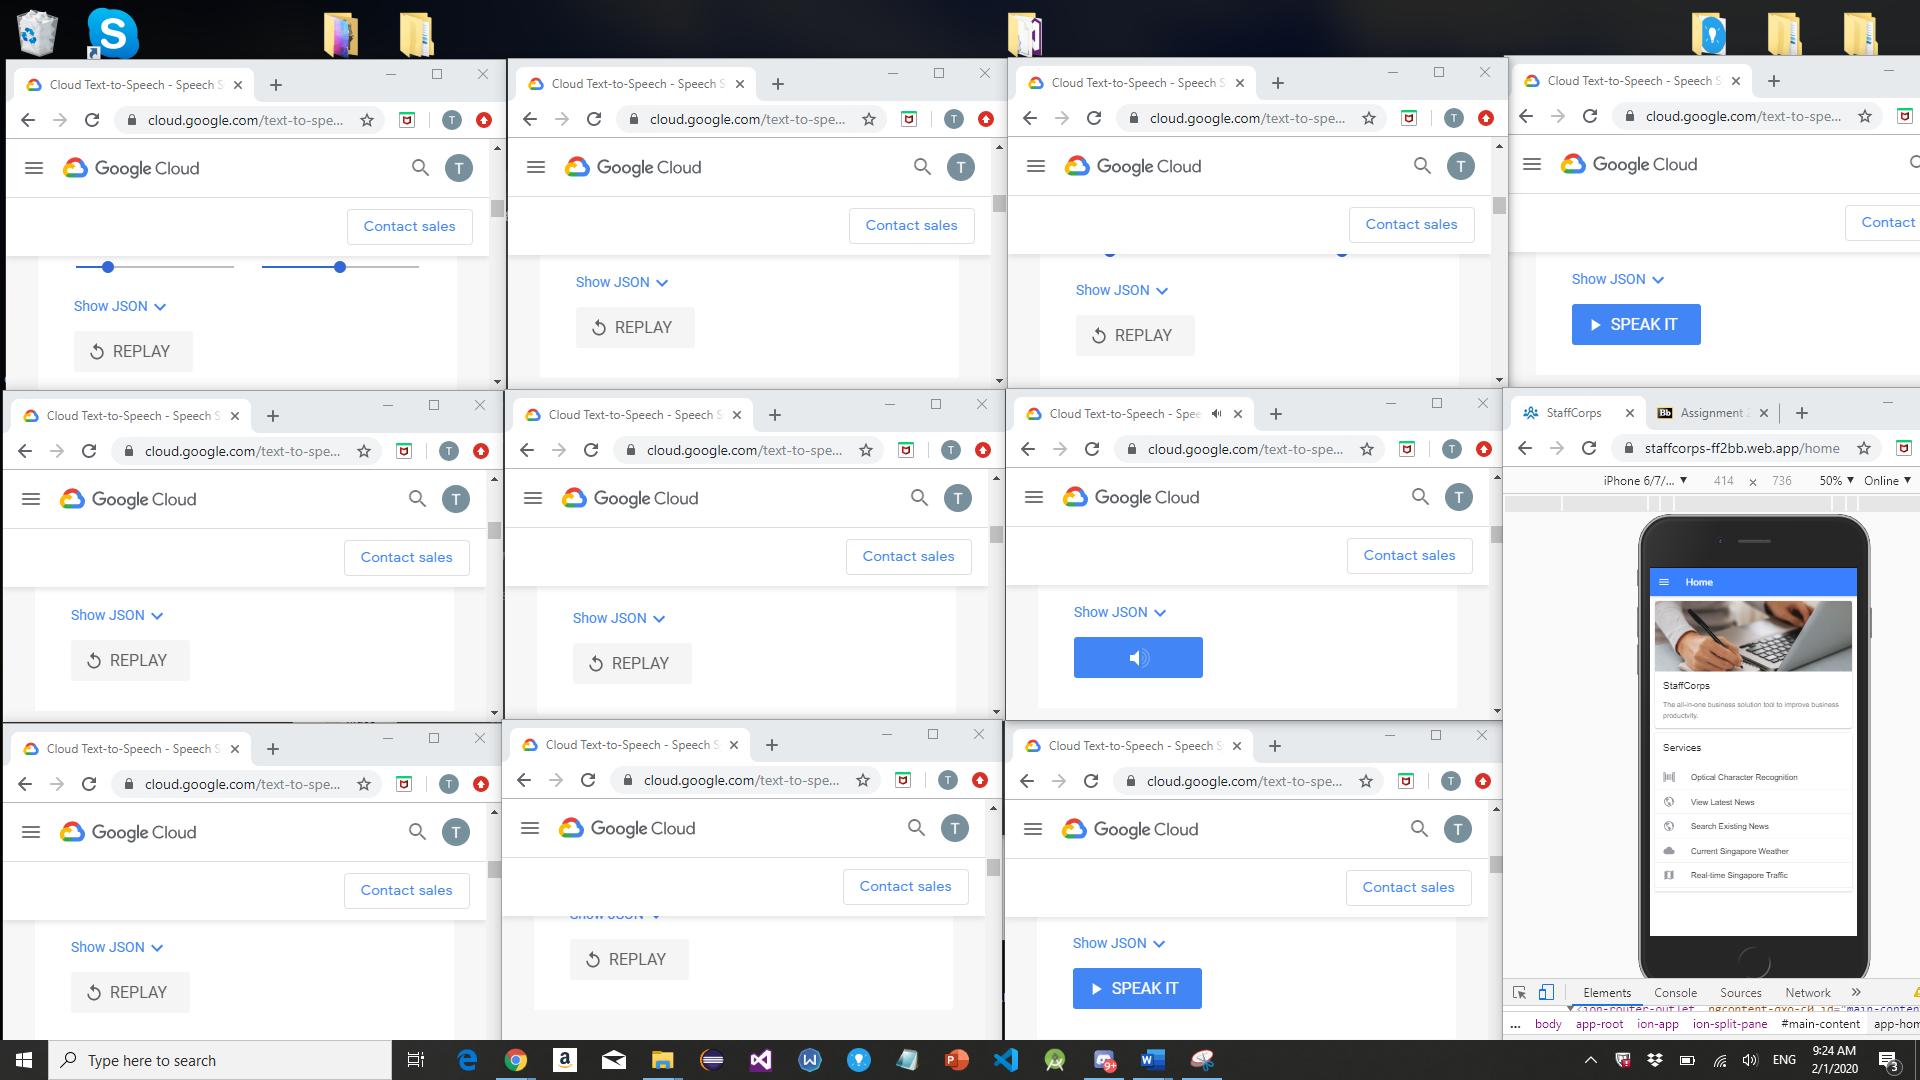 Cloud Text-to-Speech - Speech S
cloud.google.com/text-to-spe...
T
Google Cloud
T
Contact sales
Show JSON
REPLAY
Cloud Text-to-Speech - Speech S
cloud.google.com/text-to-spe...
T
Google Cloud
T
Contact sales
Show JSON
REPLAY
Cloud Text-to-Speech - Speech S
cloud.google.com/text-to-spe...
T
Google Cloud
T
Contact sales
Show JSON
REPLAY
Cloud Text-to-Speech - Speech S
cloud.google.com/text-to-spe...
Google Cloud
Contact
Show JSON
SPEAK IT
Cloud Text-to-Speech - Speech S
cloud.google.com/text-to-spe...
T
Google Cloud
T
Contact sales
Show JSON
REPLAY
Cloud Text-to-Speech - Speech S
cloud.google.com/text-to-spe...
T
Google Cloud
T
Contact sales
Show JSON
REPLAY
Cloud Text-to-Speech - Spee
cloud.google.com/text-to-spe...
T
Google Cloud
T
Contact sales
Show JSON
StaffCorps
Bb Assignment
staffcorps-ff2bb.web.app/home
iPhone 6/7/... 414 × 736 50% Online
Home
StaffCorps
The all-in-one business solution tool to improve business
productivity.
Services
Optical Character Recognition
View Latest News
Search Existing News
Current Singapore Weather
Real-time Singapore Traffic
Elements Console Sources Network »
... body app-root ion-app ion-split-pane #main-content app-hom
Cloud Text-to-Speech - Speech S
cloud.google.com/text-to-spe...
T
Google Cloud
T
Contact sales
Show JSON
REPLAY
Cloud Text-to-Speech - Speech S
cloud.google.com/text-to-spe...
T
Google Cloud
T
Contact sales
Show JSON
REPLAY
Cloud Text-to-Speech - Speech S
cloud.google.com/text-to-spe...
T
Google Cloud
T
Contact sales
Show JSON
SPEAK IT
Type here to search
9+
ENG
9:24 AM
2/1/2020
3